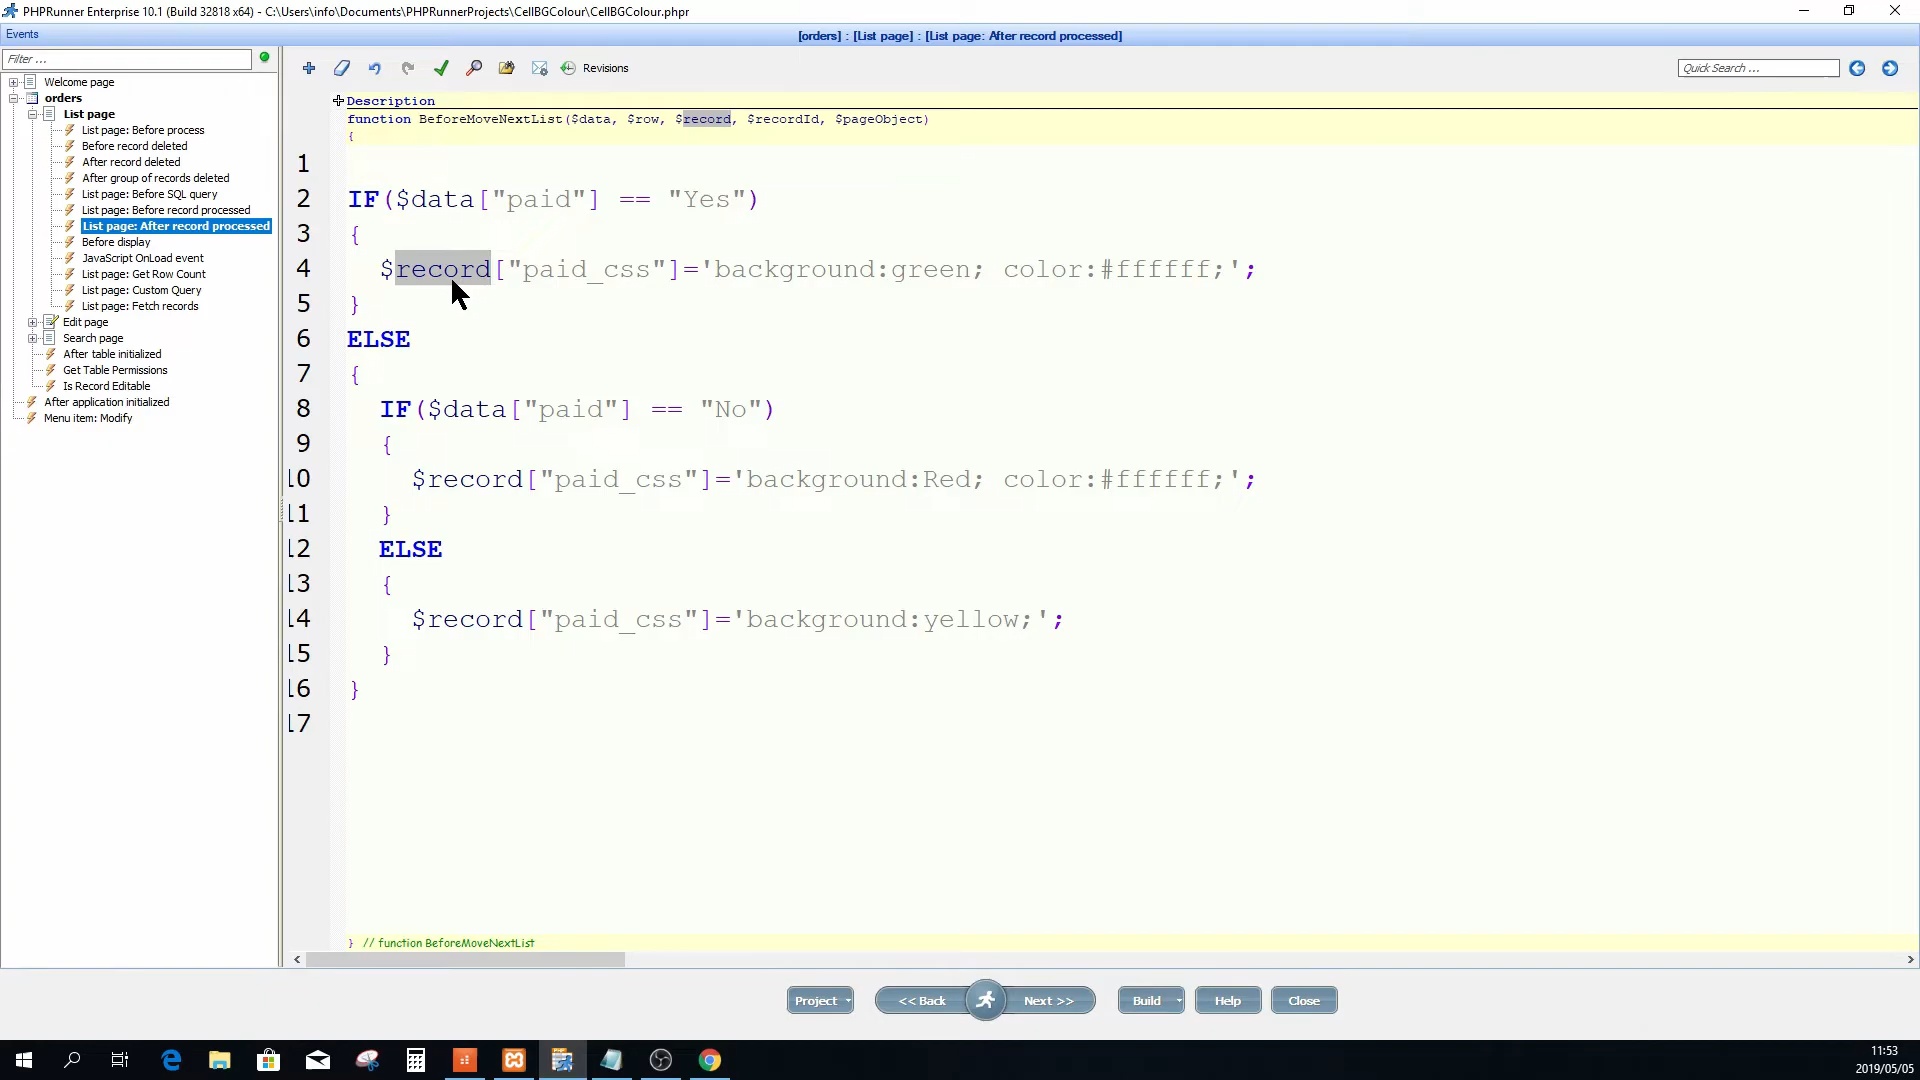 PHPRunner Enterprise 10.1 (Build 32818 x64) - C:\Users\info\Documents\PHPRunnerProjects\CellBGColour\CellBGColour.phpr
Events
[orders] : [List page] : [List page: After record processed]
Filter ...
Revisions
Quick Search ...
Welcome page
orders
List page
List page: Before process
Before record deleted
After record deleted
After group of records deleted
List page: Before SQL query
List page: Before record processed
List page: After record processed
Before display
JavaScript OnLoad event
List page: Get Row Count
List page: Custom Query
List page: Fetch records
Edit page
Search page
After table initialized
Get Table Permissions
Is Record Editable
After application initialized
Menu item: Modify
Description
function BeforeMoveNextList($data, $row, $record, $recordId, $pageObject)
{
1
2 IF($data["paid"] == "Yes")
3 {
4 $record["paid_css"]='background:green; color:#ffffff;';
5 }
6 ELSE
7 {
8 IF($data["paid"] == "No")
9 {
10 $record["paid_css"]='background:Red; color:#ffffff;';
11 }
12 ELSE
13 {
14 $record["paid_css"]='background:yellow;';
15 }
16 }
17
} // function BeforeMoveNextList
Project
<< Back
Next >>
Build
Help
Close
11:53
2019/05/05